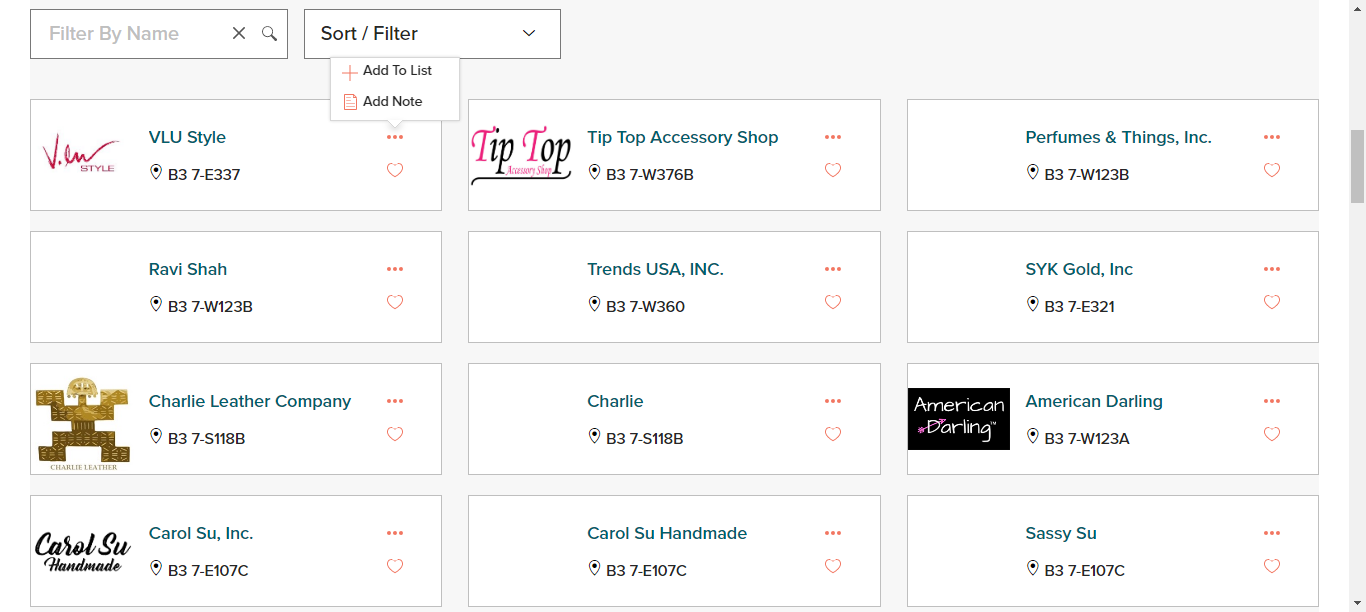 Filter By Name
Sort / Filter
Add To List
Add Note
V.lu
STYLE
VLU Style
B3 7-E337
Tip Top
Accessory Shop
Tip Top Accessory Shop
B3 7-W376B
Perfumes & Things, Inc.
B3 7-W123B
Ravi Shah
B3 7-W123B
Trends USA, INC.
B3 7-W360
SYK Gold, Inc
B3 7-E321
CHARLIE LEATHER
Charlie Leather Company
B3 7-S118B
Charlie
B3 7-S118B
American
Darling™
American Darling
B3 7-W123A
Carol Su
Handmade
Carol Su, Inc.
B3 7-E107C
Carol Su Handmade
B3 7-E107C
Sassy Su
B3 7-E107C